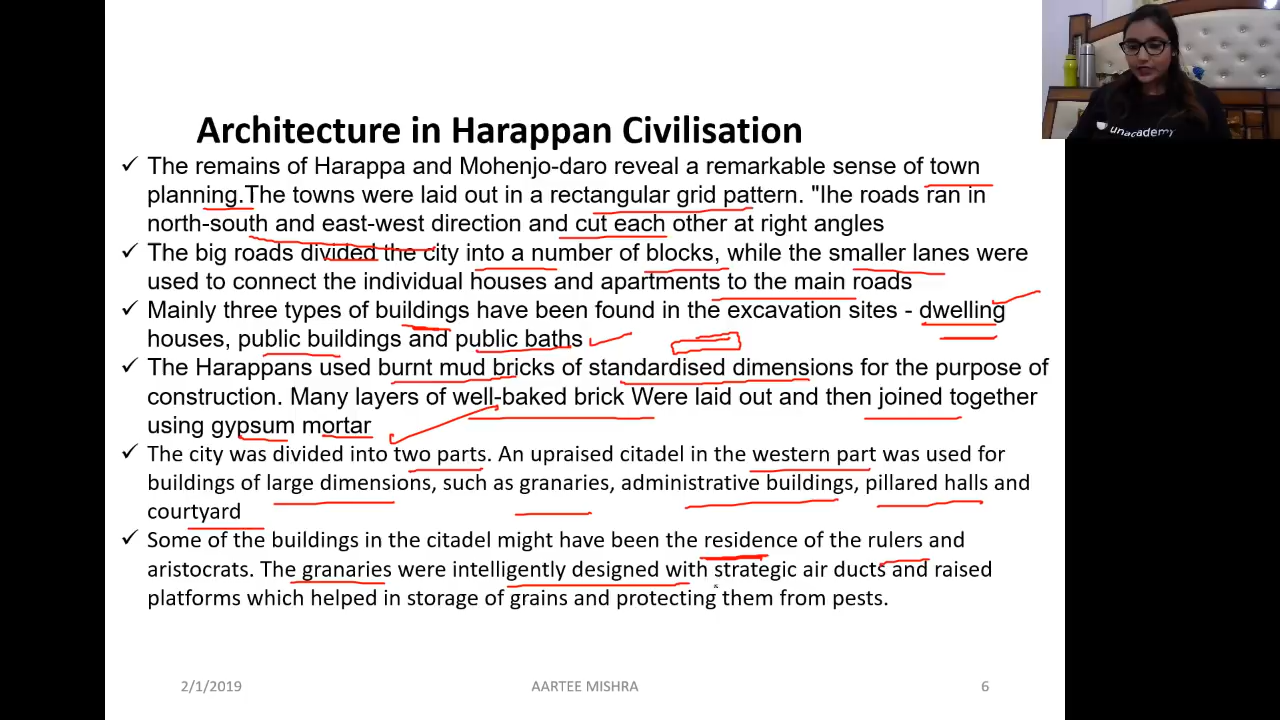 unacademy
Architecture in Harappan Civilisation
✓ The remains of Harappa and Mohenjo-daro reveal a remarkable sense of town
planning.The towns were laid out in a rectangular grid pattern. "Ihe roads ran in
north-south and east-west direction and cut each other at right angles
✓ The big roads divided the city into a number of blocks, while the smaller lanes were
used to connect the individual houses and apartments to the main roads
✓ Mainly three types of buildings have been found in the excavation sites - dwelling
houses, public buildings and public baths
✓ The Harappans used burnt mud bricks of standardised dimensions for the purpose of
construction. Many layers of well-baked brick Were laid out and then joined together
using gypsum mortar
✓ The city was divided into two parts. An upraised citadel in the western part was used for
buildings of large dimensions, such as granaries, administrative buildings, pillared halls and
courtyard
✓ Some of the buildings in the citadel might have been the residence of the rulers and
aristocrats. The granaries were intelligently designed with strategic air ducts and raised
platforms which helped in storage of grains and protecting them from pests.
2/1/2019 AARTEE MISHRA 6